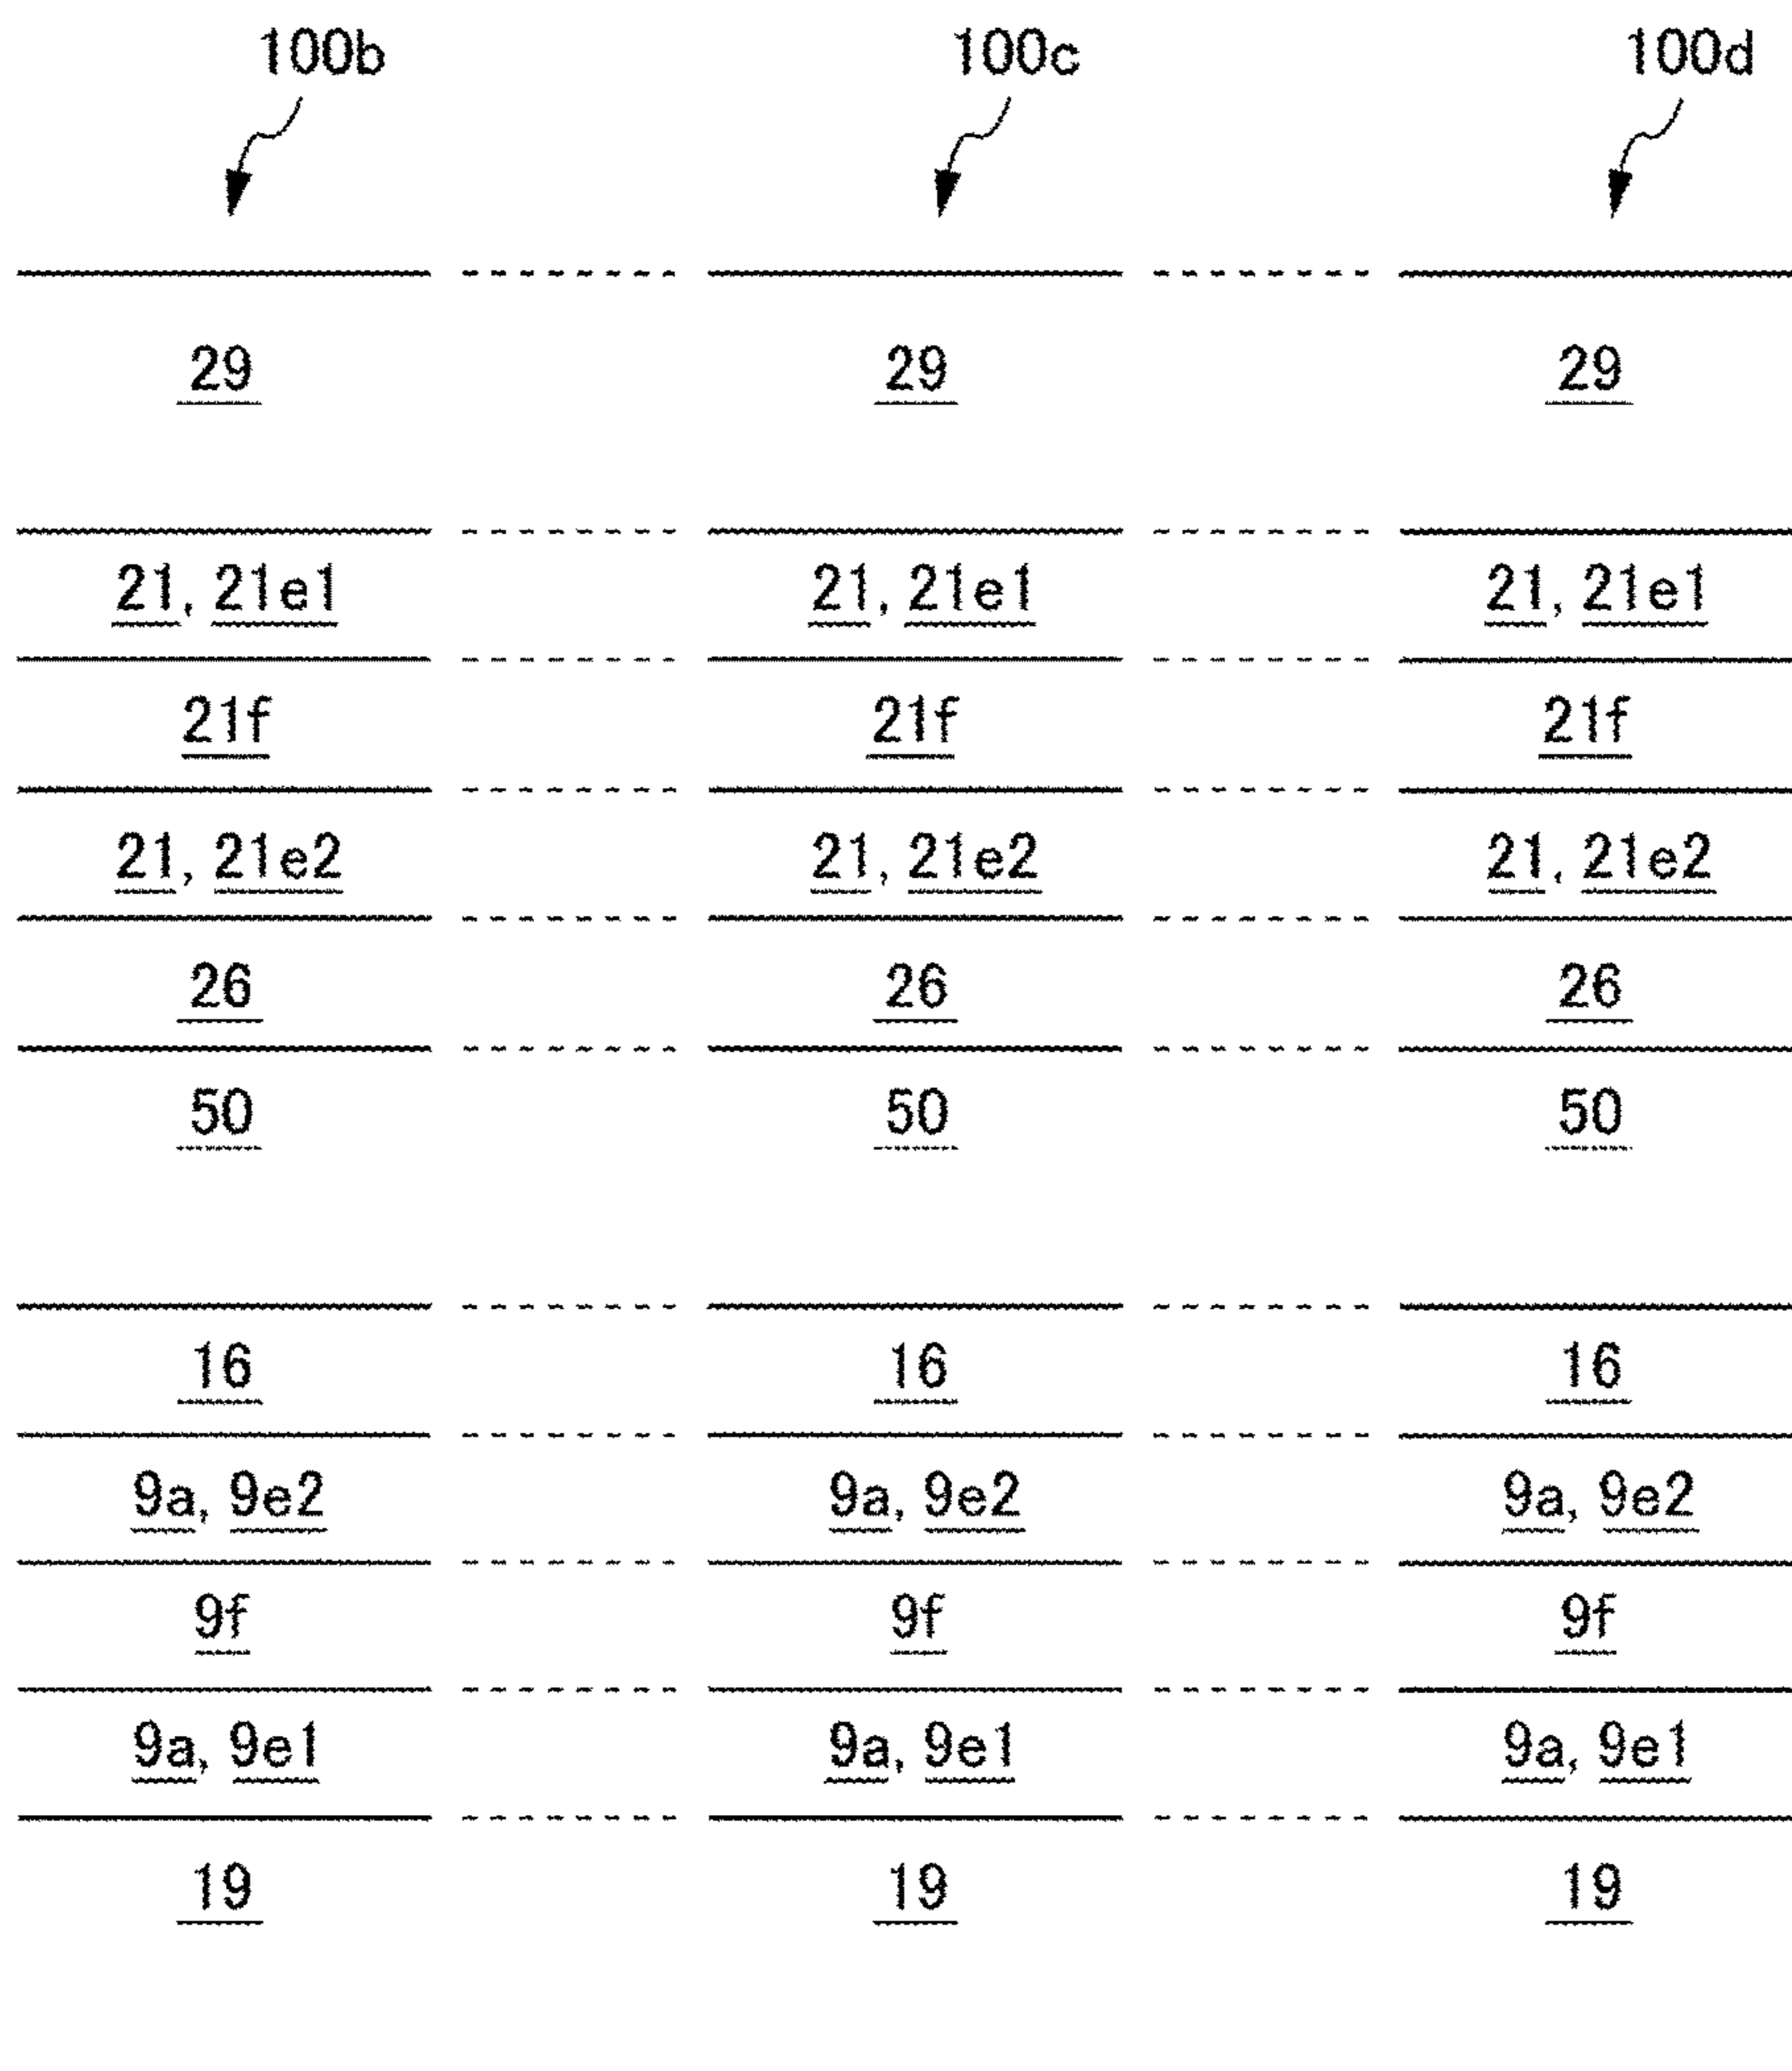 100b 100c 100d
29 29 29
21, 21e1 21, 21e1 21, 21e1
21f 21f 21f
21, 21e2 21, 21e2 21, 21e2
26 26 26
50 50 50
16 16 16
9a, 9e2 9a, 9e2 9a, 9e2
9f 9f 9f
9a, 9e1 9a, 9e1 9a, 9e1
19 19 19